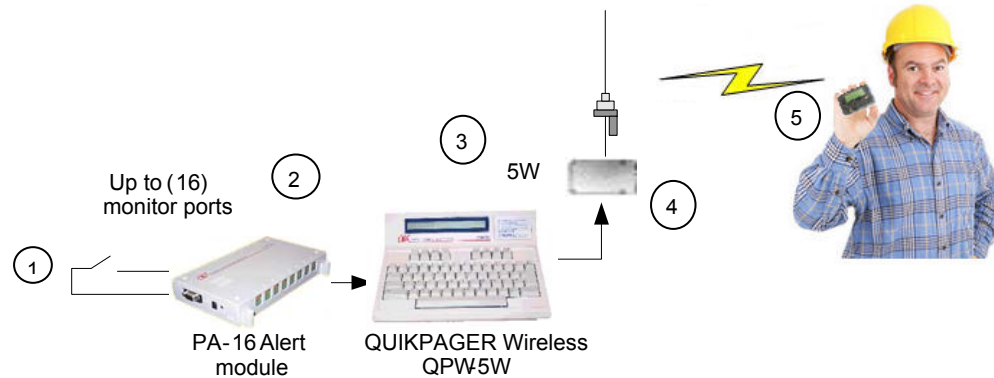 3
5
5W
2
Up to (16)
monitor ports
4
1
PA-16 Alert
module
QUIKPAGER Wireless
QPW-5W